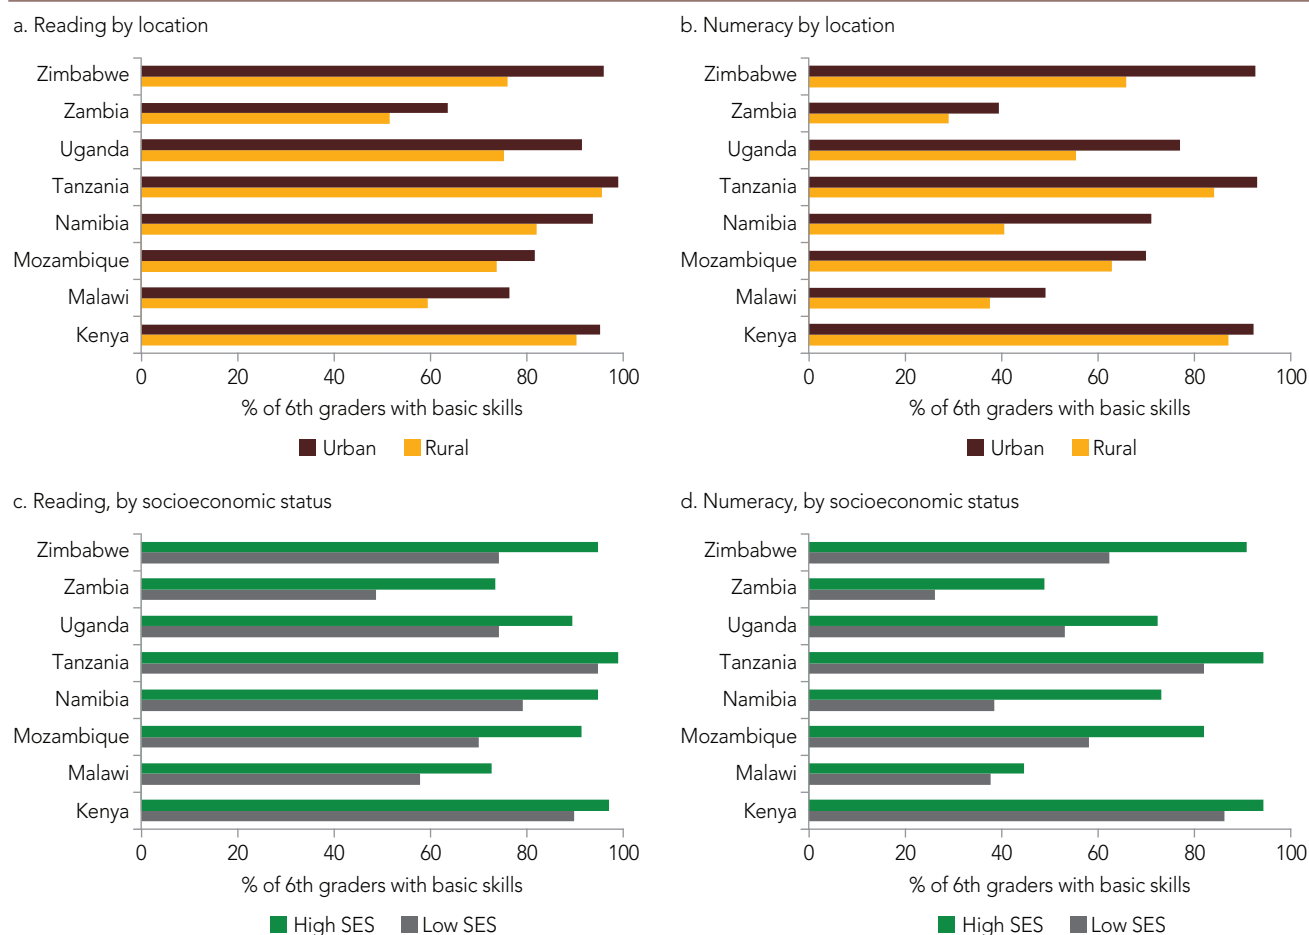 a. Reading by location
Zimbabwe
Zambia
Uganda
Tanzania
Namibia
Mozambique
Malawi
Kenya
0 20 40 60 80 100
% of 6th graders with basic skills
Urban Rural
b. Numeracy by location
Zimbabwe
Zambia
Uganda
Tanzania
Namibia
Mozambique
Malawi
Kenya
0 20 40 60 80 100
% of 6th graders with basic skills
Urban Rural
c. Reading, by socioeconomic status
Zimbabwe
Zambia
Uganda
Tanzania
Namibia
Mozambique
Malawi
Kenya
0 20 40 60 80 100
% of 6th graders with basic skills
High SES Low SES
d. Numeracy, by socioeconomic status
Zimbabwe
Zambia
Uganda
Tanzania
Namibia
Mozambique
Malawi
Kenya
0 20 40 60 80 100
% of 6th graders with basic skills
High SES Low SES